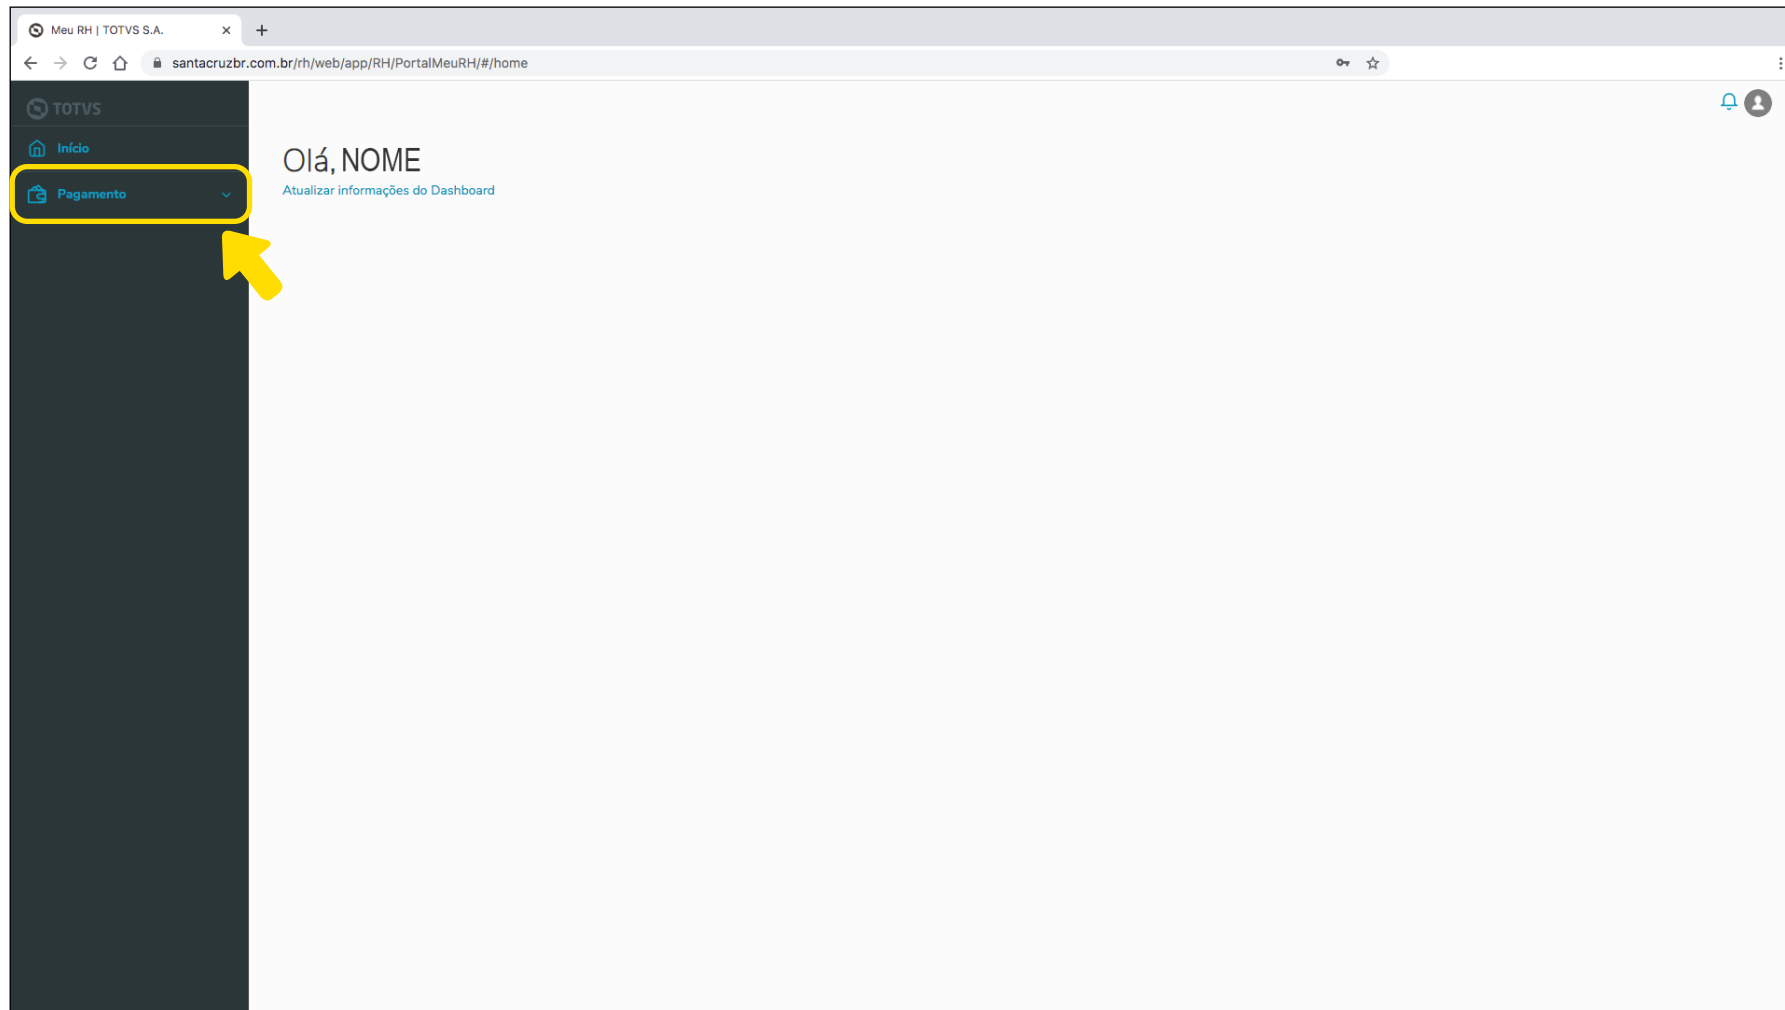 Meu RH | TOTVS S.A.
santacruzbr.com.br/rh/web/app/RH/PortalMeuRH/#/home
TOTVS
Início
Pagamento
Olá, NOME
Atualizar informações do Dashboard